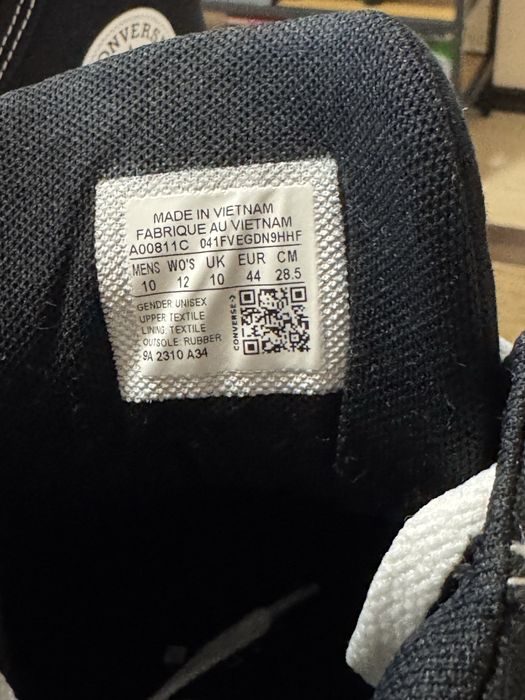 CONVERSE
MADE IN VIETNAM
FABRIQUE AU VIETNAM
A00811C 041FVEGDN9HHF
MENS WO'S UK EUR CM
10 12 10 44 28.5
GENDER UNISEX
UPPER TEXTILE
LINING: TEXTILE
OUTSOLE: RUBBER
9A 2310 A34
CONVERSE